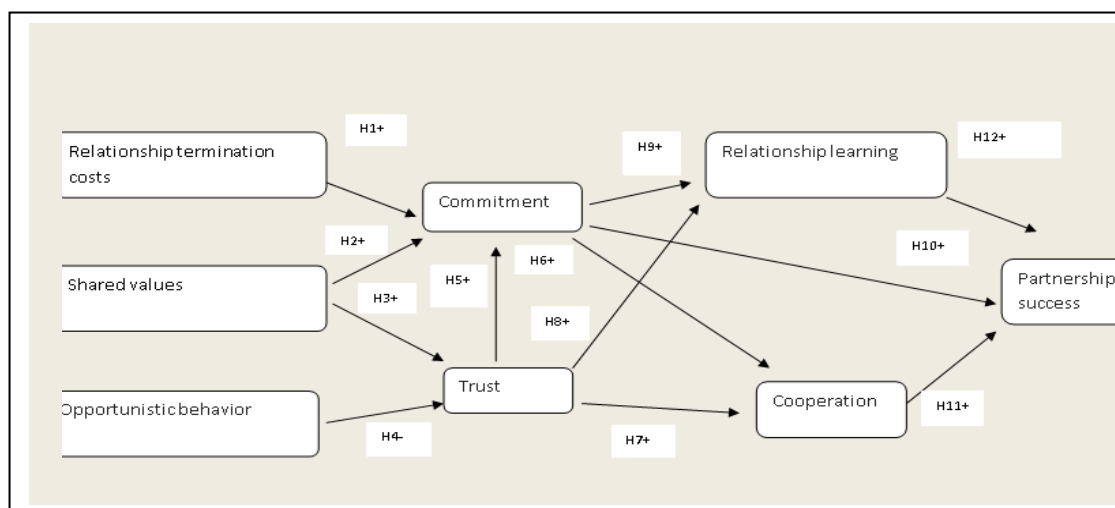 H1+
Relationship termination
costs
H9+
Relationship learning
H12+
Commitment
H2+
H6+
H10+
Shared values
H5+
Partnership
success
H3+
H8+
Trust
Opportunistic behavior
Cooperation
H4-
H7+
H11+